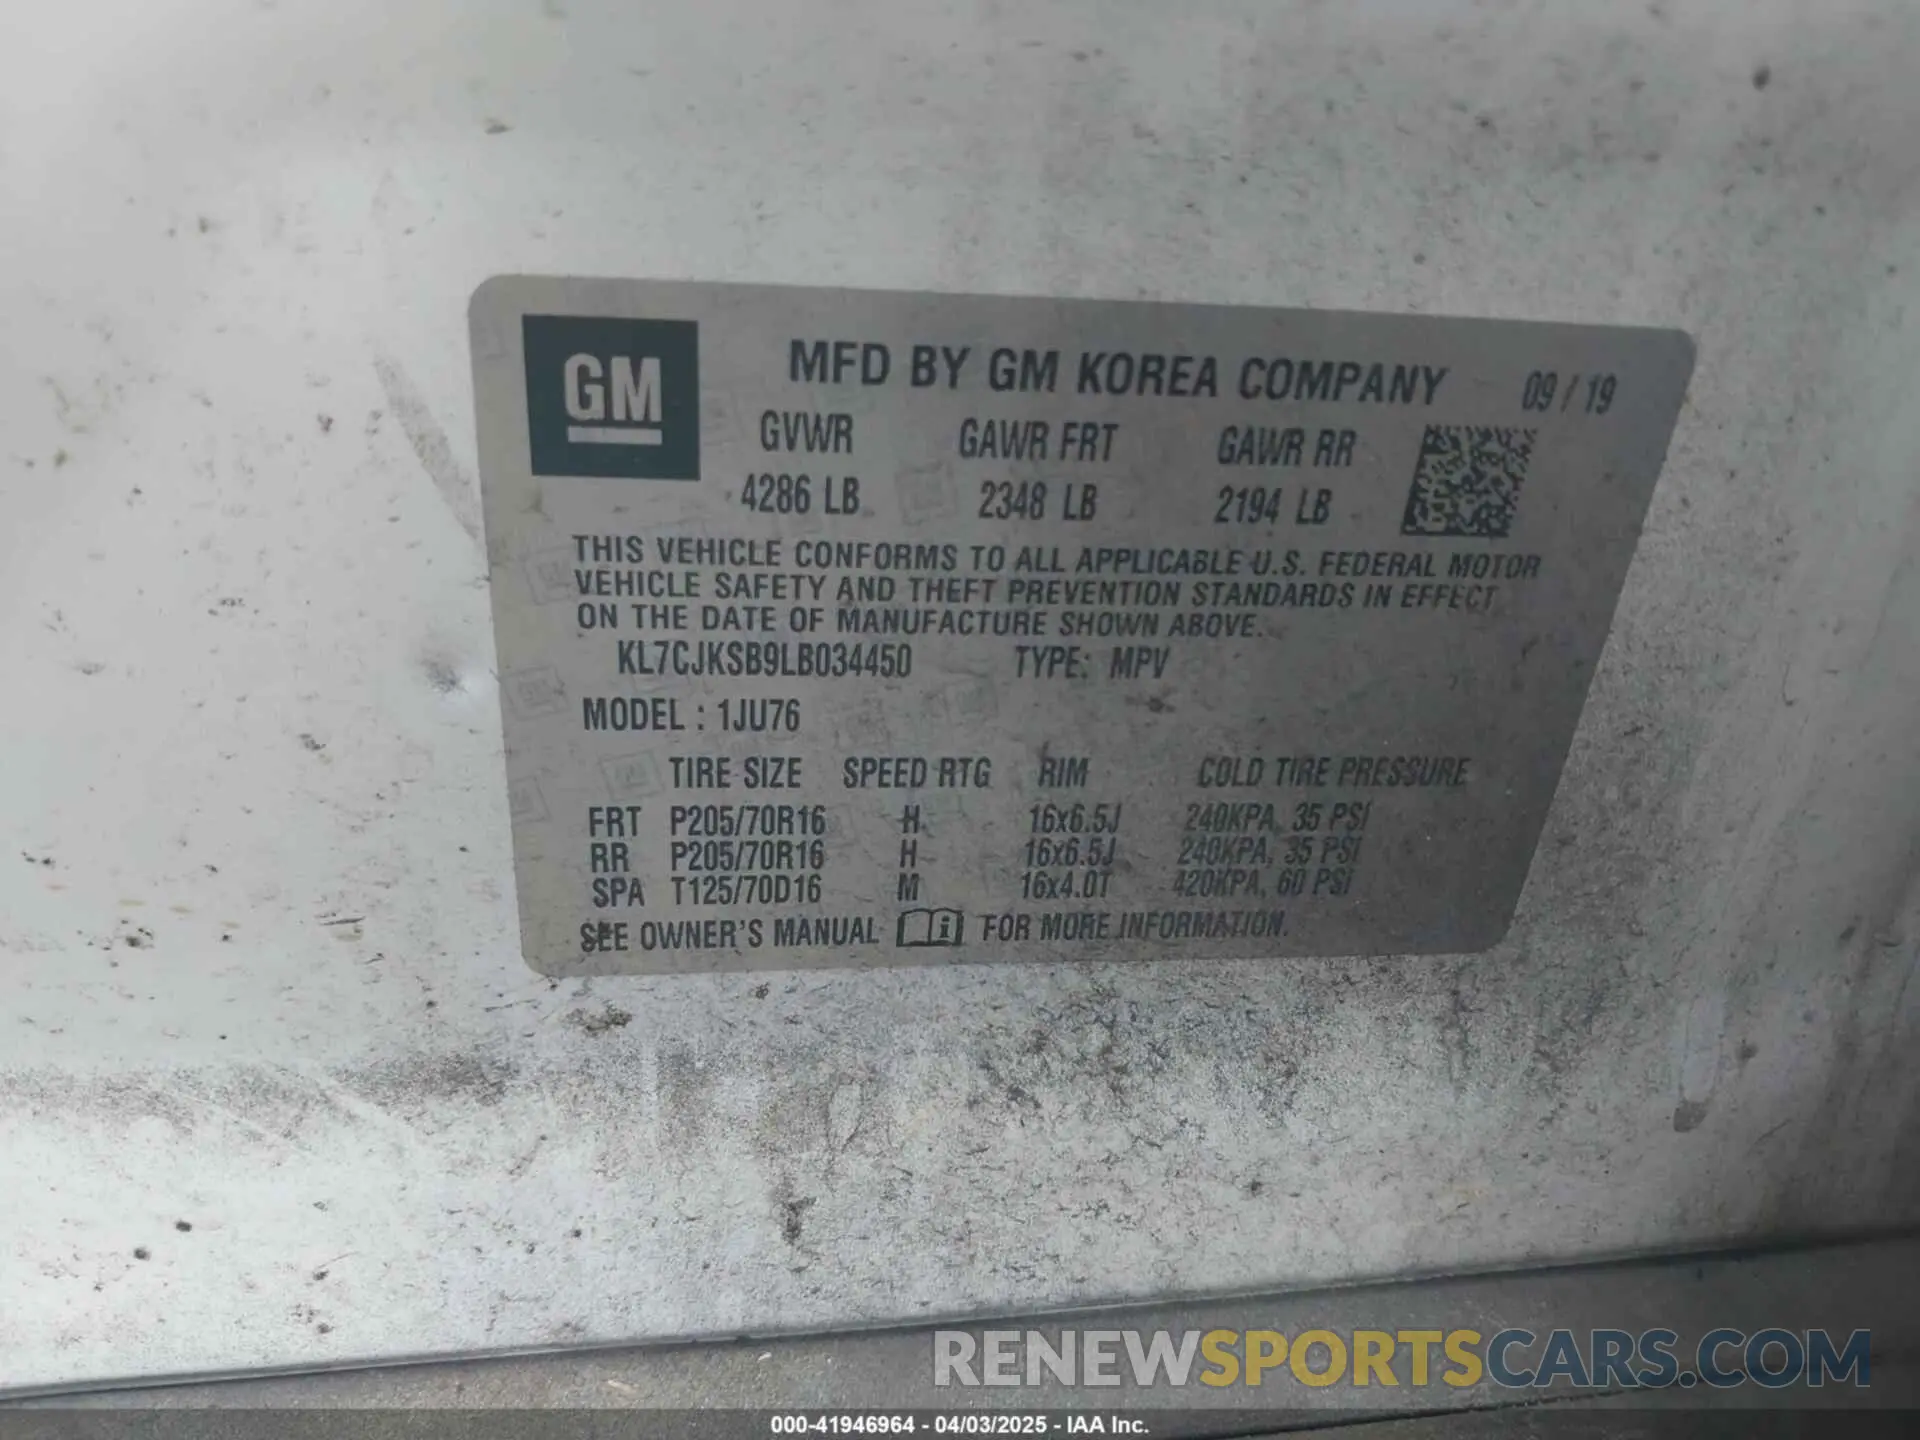 GM
MFD BY GM KOREA COMPANY 09 / 19
GVWR GAWR FRT GAWR RR
4286 LB 2348 LB 2194 LB
THIS VEHICLE CONFORMS TO ALL APPLICABLE U.S. FEDERAL MOTOR
VEHICLE SAFETY AND THEFT PREVENTION STANDARDS IN EFFECT
ON THE DATE OF MANUFACTURE SHOWN ABOVE.
KL7CJKSB9LB034450 TYPE: MPV
MODEL : 1JU76
TIRE SIZE SPEED RTG RIM COLD TIRE PRESSURE
FRT P205/70R16 H 16x6.5J 240KPA, 35 PSI
RR P205/70R16 H 16x6.5J 240KPA, 35 PSI
SPA T125/70D16 M 16x4.0T 420KPA, 60 PSI
SEE OWNER'S MANUAL FOR MORE INFORMATION.
RENEWSPORTSCARS.COM
000-41946964 - 04/03/2025 - IAA Inc.